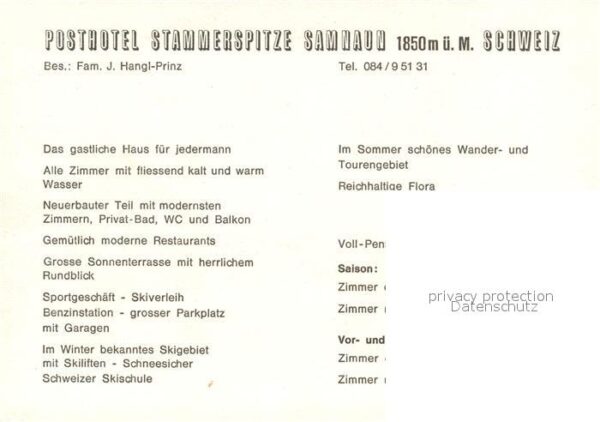 POSTHOTEL STAMMERSPITZE SAMNAUN 1850m ü. M. SCHWEIZ
Bes.: Fam. J. Hangl-Prinz
Tel. 084/9 51 31
Das gastliche Haus für jedermann
Alle Zimmer mit fliessend kalt und warm
Wasser
Neuerbauter Teil mit modernsten
Zimmern, Privat-Bad, WC und Balkon
Gemütlich moderne Restaurants
Grosse Sonnenterrasse mit herrlichem
Rundblick
Sportgeschäft - Skiverleih
Benzinstation - grosser Parkplatz
mit Garagen
Im Winter bekanntes Skigebiet
mit Skiliften - Schneesicher
Schweizer Skischule
Im Sommer schönes Wander- und
Tourengebiet
Reichhaltige Flora
Voll-Pen
Saison:
Zimmer
Zimmer
Vor- und
Zimmer
Zimmer
privacy protection
Datenschutz